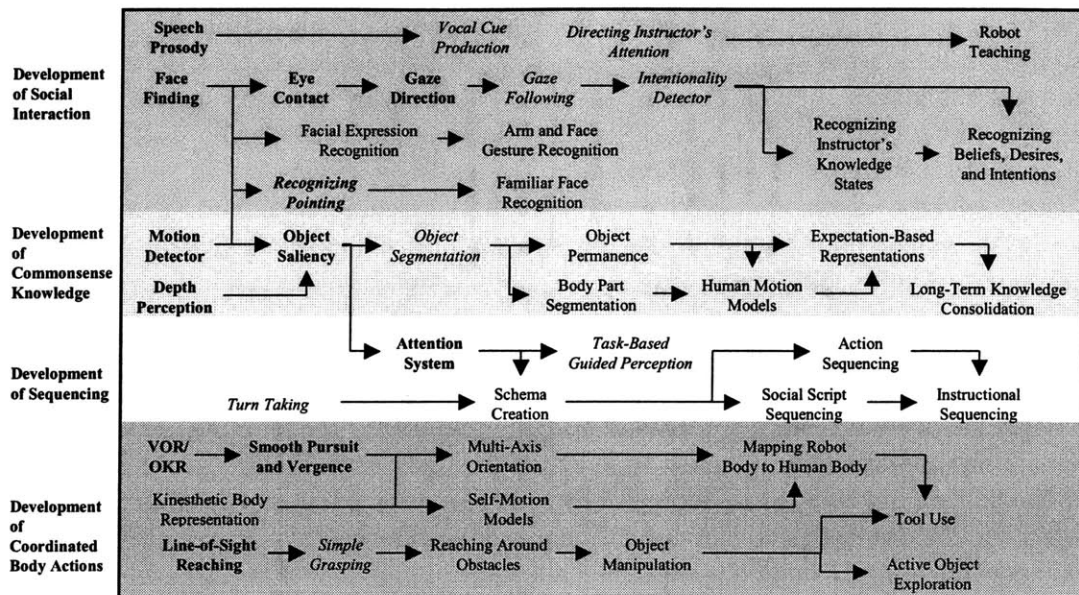 Speech
Prosody
Vocal Cue
Production
Directing Instructor's
Attention
Robot
Teaching
Development
of Social
Interaction
Face
Finding
Eye
Contact
Gaze
Direction
Gaze
Following
Intentionality
Detector
Facial Expression
Recognition
Arm and Face
Gesture Recognition
Recognizing
Instructor's
Knowledge
States
Recognizing
Beliefs, Desires,
and Intentions
Recognizing
Pointing
Familiar Face
Recognition
Development
of
Commonsense
Knowledge
Motion
Detector
Object
Saliency
Object
Segmentation
Object
Permanence
Expectation-Based
Representations
Depth
Perception
Body Part
Segmentation
Human Motion
Models
Long-Term Knowledge
Consolidation
Development
of Sequencing
Attention
System
Task-Based
Guided Perception
Action
Sequencing
Turn Taking
Schema
Creation
Social Script
Sequencing
Instructional
Sequencing
Development
of
Coordinated
Body Actions
VOR/
OKR
Smooth Pursuit
and Vergence
Multi-Axis
Orientation
Mapping Robot
Body to Human Body
Kinesthetic Body
Representation
Self-Motion
Models
Tool Use
Line-of-Sight
Reaching
Simple
Grasping
Reaching Around
Obstacles
Object
Manipulation
Active Object
Exploration